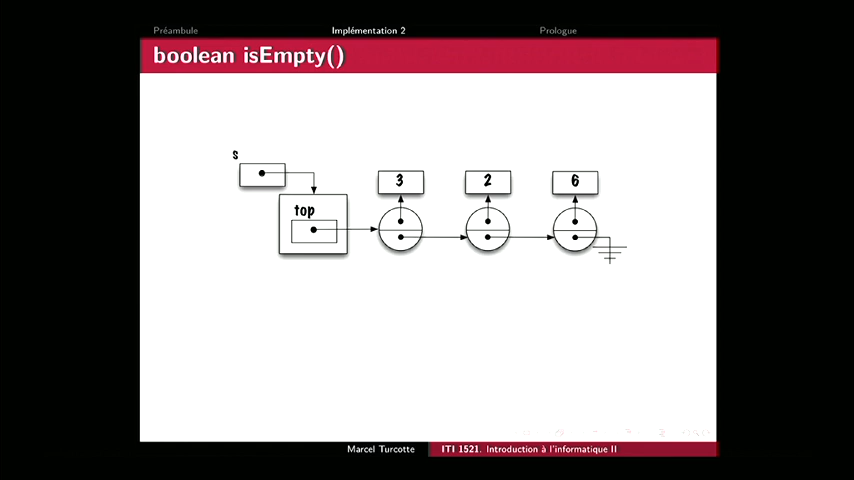 Préambule Implémentation 2 Prologue
boolean isEmpty()
s
3 2 6
top
Marcel Turcotte ITI 1521. Introduction à l'informatique II